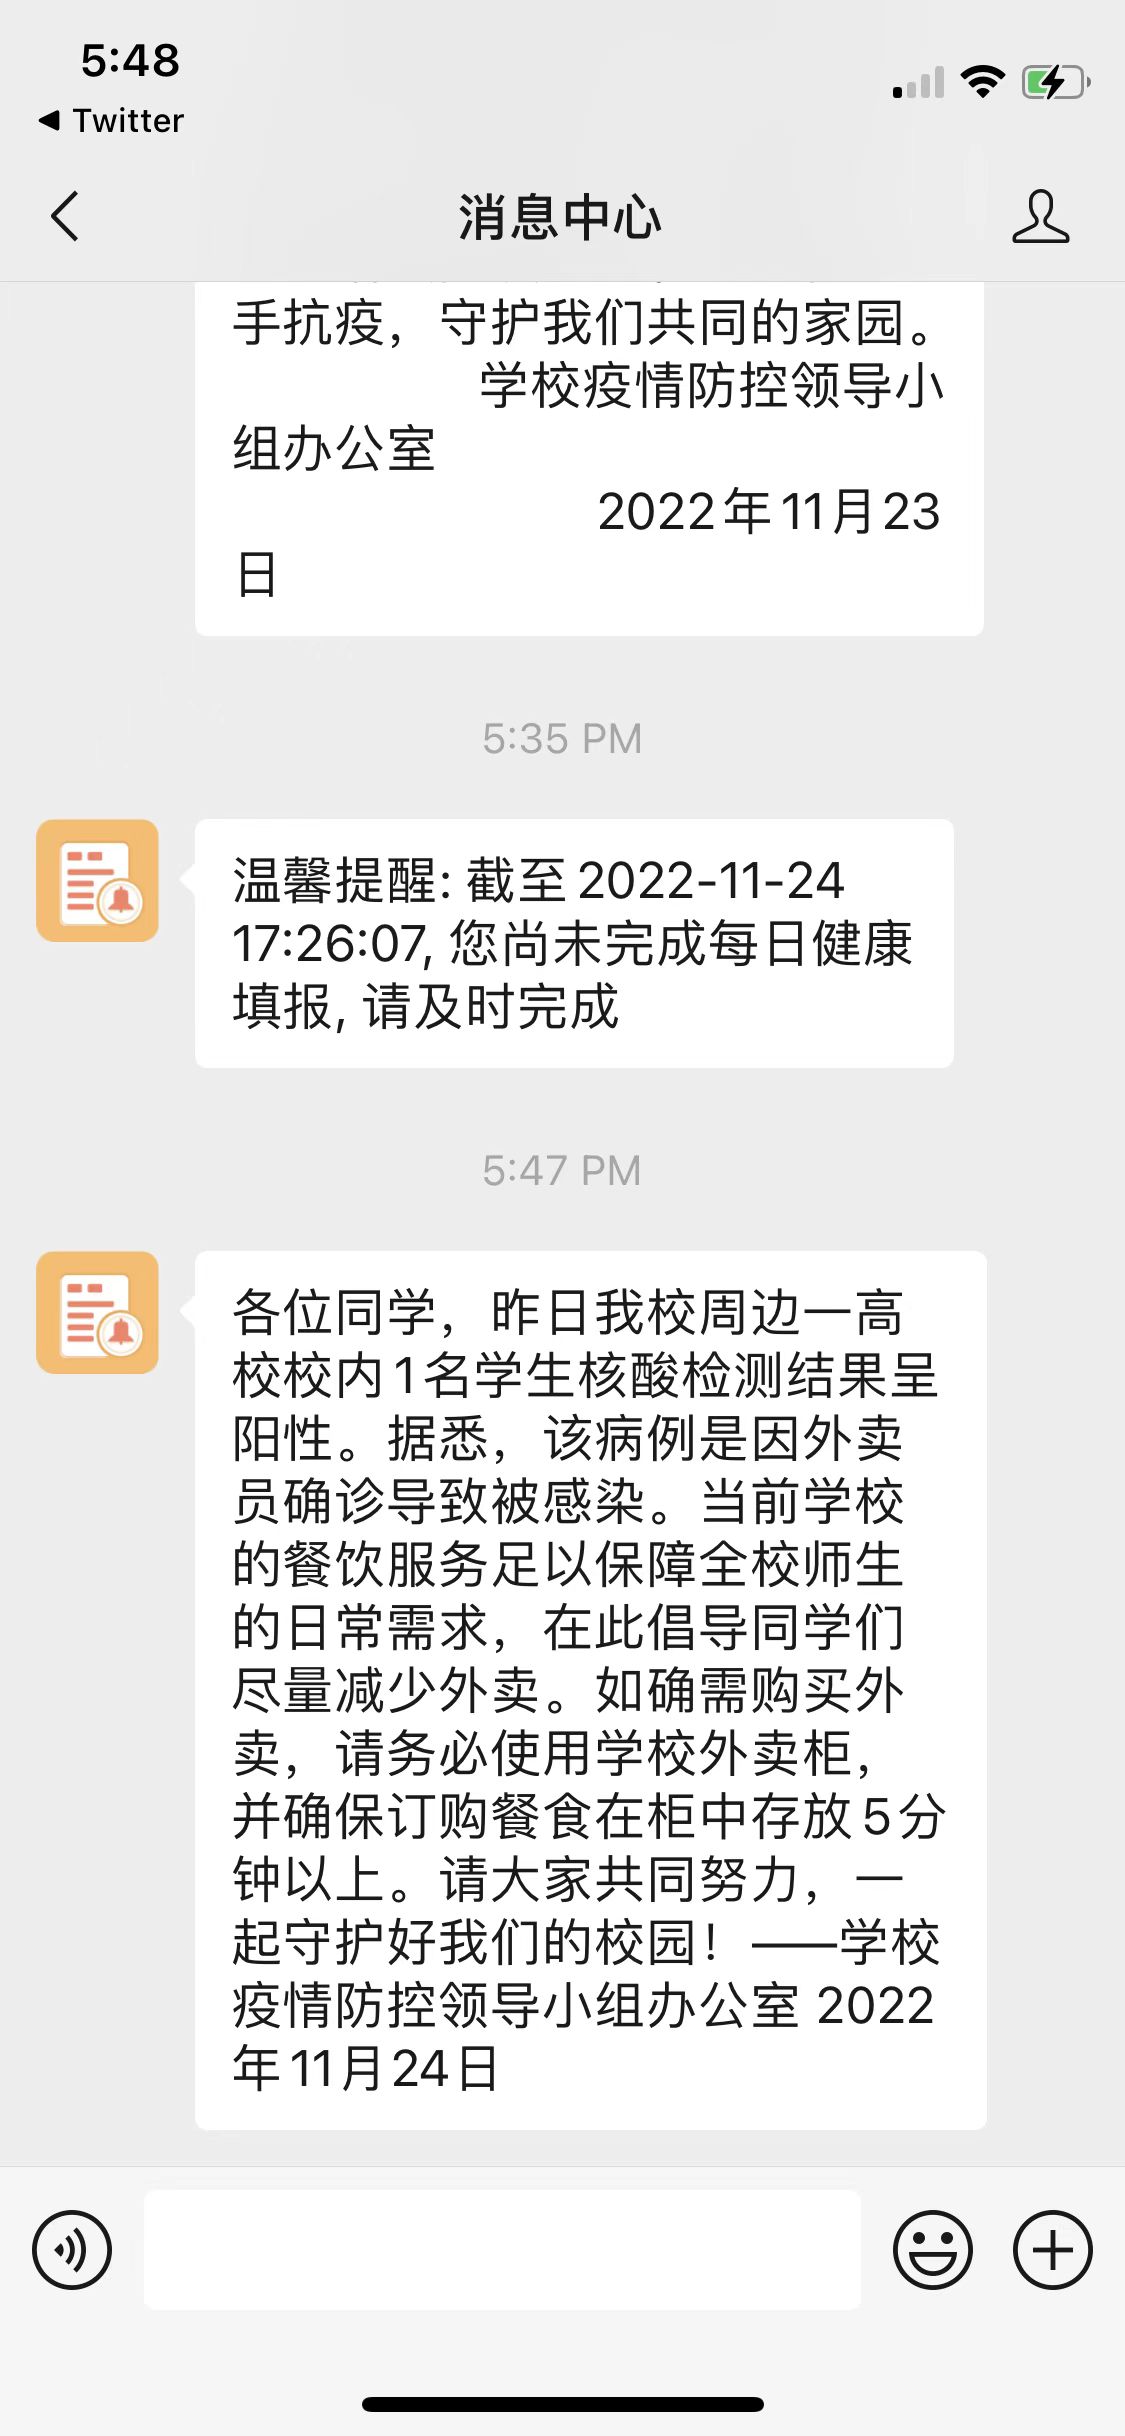 5:48
Twitter
消息中心
手抗疫，守护我们共同的家园。
学校疫情防控领导小
组办公室
2022年11月23
日
5:35 PM
温馨提醒: 截至2022-11-24
17:26:07, 您尚未完成每日健康
填报, 请及时完成
5:47 PM
各位同学，昨日我校周边一高
校校内1名学生核酸检测结果呈
阳性。据悉，该病例是因外卖
员确诊导致被感染。当前学校
的餐饮服务足以保障全校师生
的日常需求，在此倡导同学们
尽量减少外卖。如确需购买外
卖，请务必使用学校外卖柜，
并确保订购餐食在柜中存放5分
钟以上。请大家共同努力，一
起守护好我们的校园！——学校
疫情防控领导小组办公室 2022
年11月24日